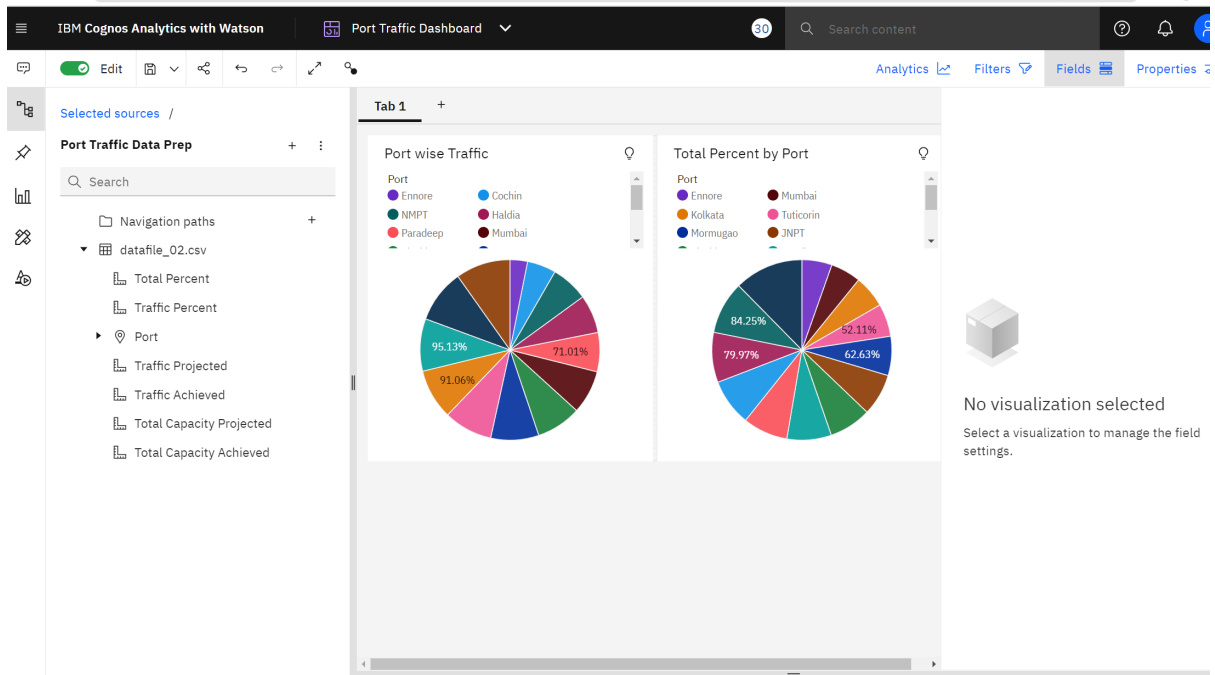 IBM Cognos Analytics with Watson
Port Traffic Dashboard
30
Search content
Edit
Analytics
Filters
Fields
Properties
Selected sources /
Port Traffic Data Prep
Search
Navigation paths
datafile_02.csv
Total Percent
Traffic Percent
Port
Traffic Projected
Traffic Achieved
Total Capacity Projected
Total Capacity Achieved
Tab 1
Port wise Traffic
Port
Ennore
Cochin
NMPT
Haldia
Paradeep
Mumbai
95.13%
71.01%
91.06%
Total Percent by Port
Port
Ennore
Mumbai
Kolkata
Tuticorin
Mormugao
JNPT
84.25%
52.11%
79.97%
62.63%
No visualization selected
Select a visualization to manage the field
settings.